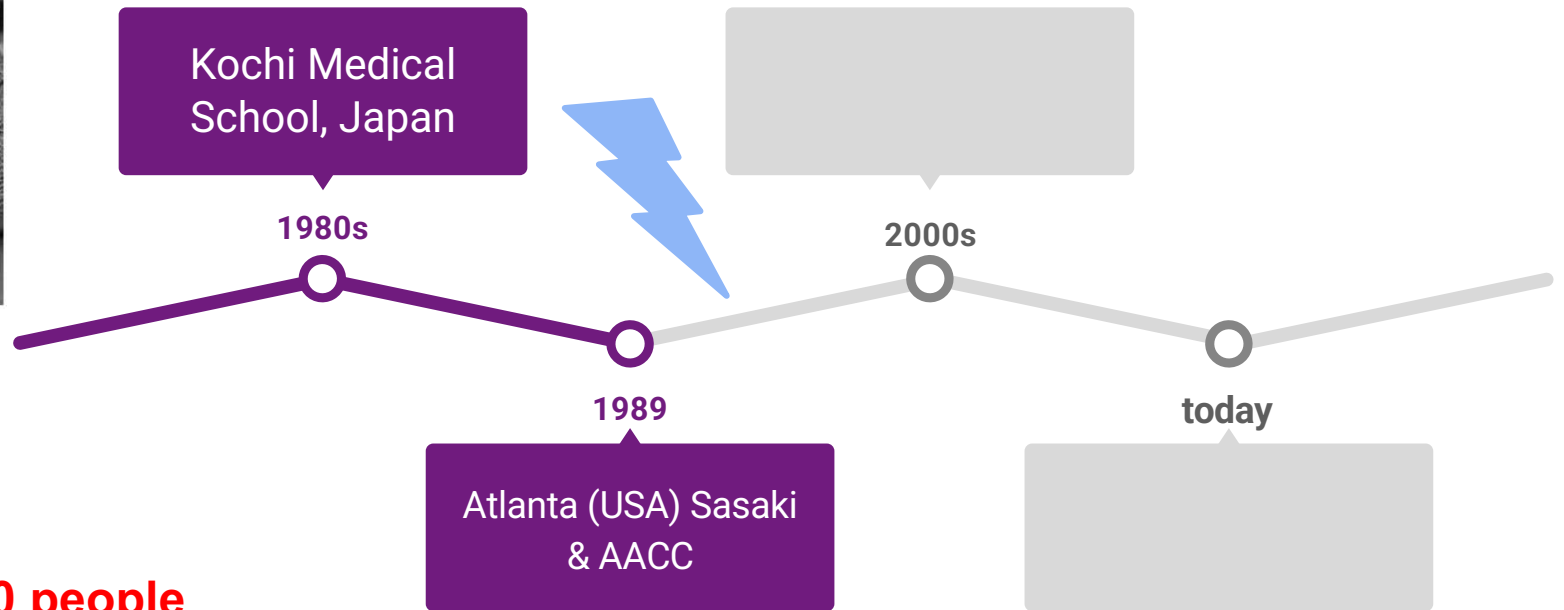 Kochi Medical
School, Japan
1980s
2000s
1989
today
Atlanta (USA) Sasaki
& AACC
people